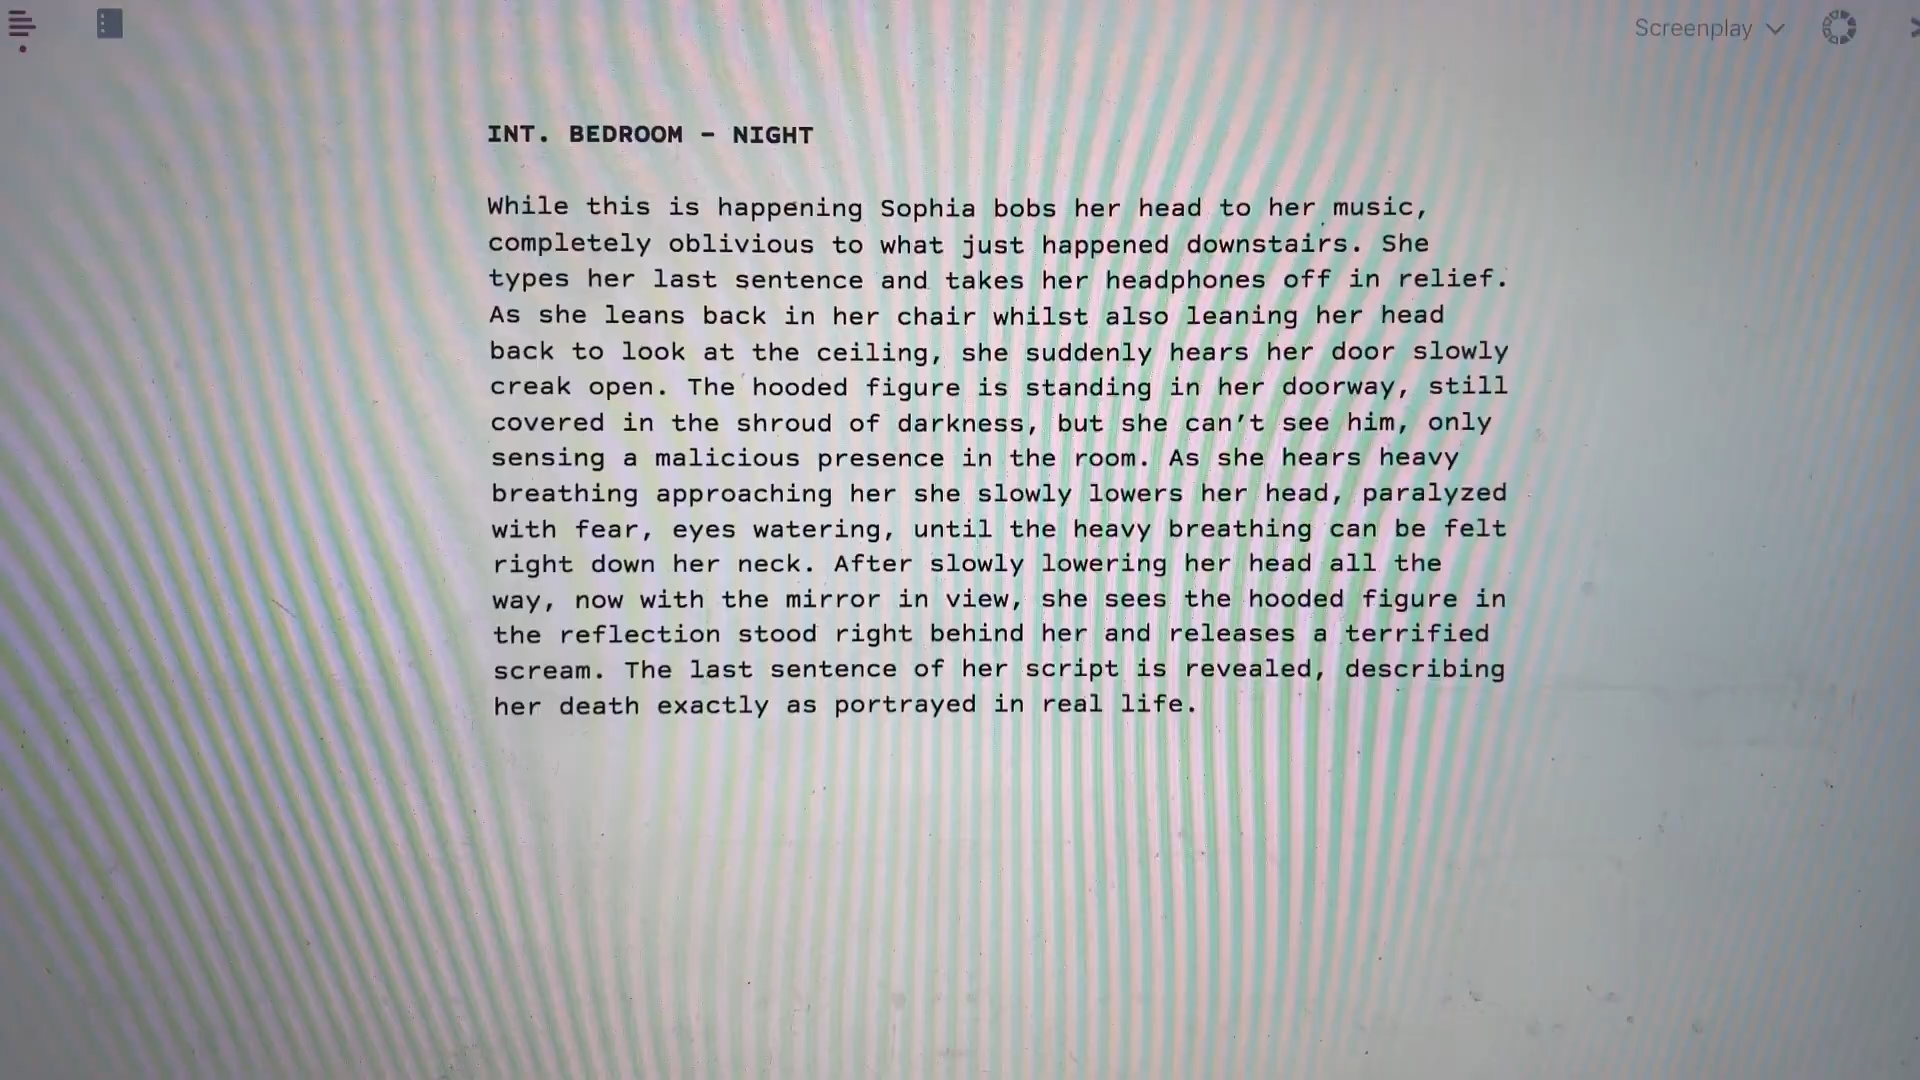 Screenplay
INT. BEDROOM – NIGHT
While this is happening Sophia bobs her head to her music,
completely oblivious to what just happened downstairs. She
types her last sentence and takes her headphones off in relief.
As she leans back in her chair whilst also leaning her head
back to look at the ceiling, she suddenly hears her door slowly
creak open. The hooded figure is standing in her doorway, still
covered in the shroud of darkness, but she can’t see him, only
sensing a malicious presence in the room. As she hears heavy
breathing approaching her she slowly lowers her head, paralyzed
with fear, eyes watering, until the heavy breathing can be felt
right down her neck. After slowly lowering her head all the
way, now with the mirror in view, she sees the hooded figure in
the reflection stood right behind her and releases a terrified
scream. The last sentence of her script is revealed, describing
her death exactly as portrayed in real life.